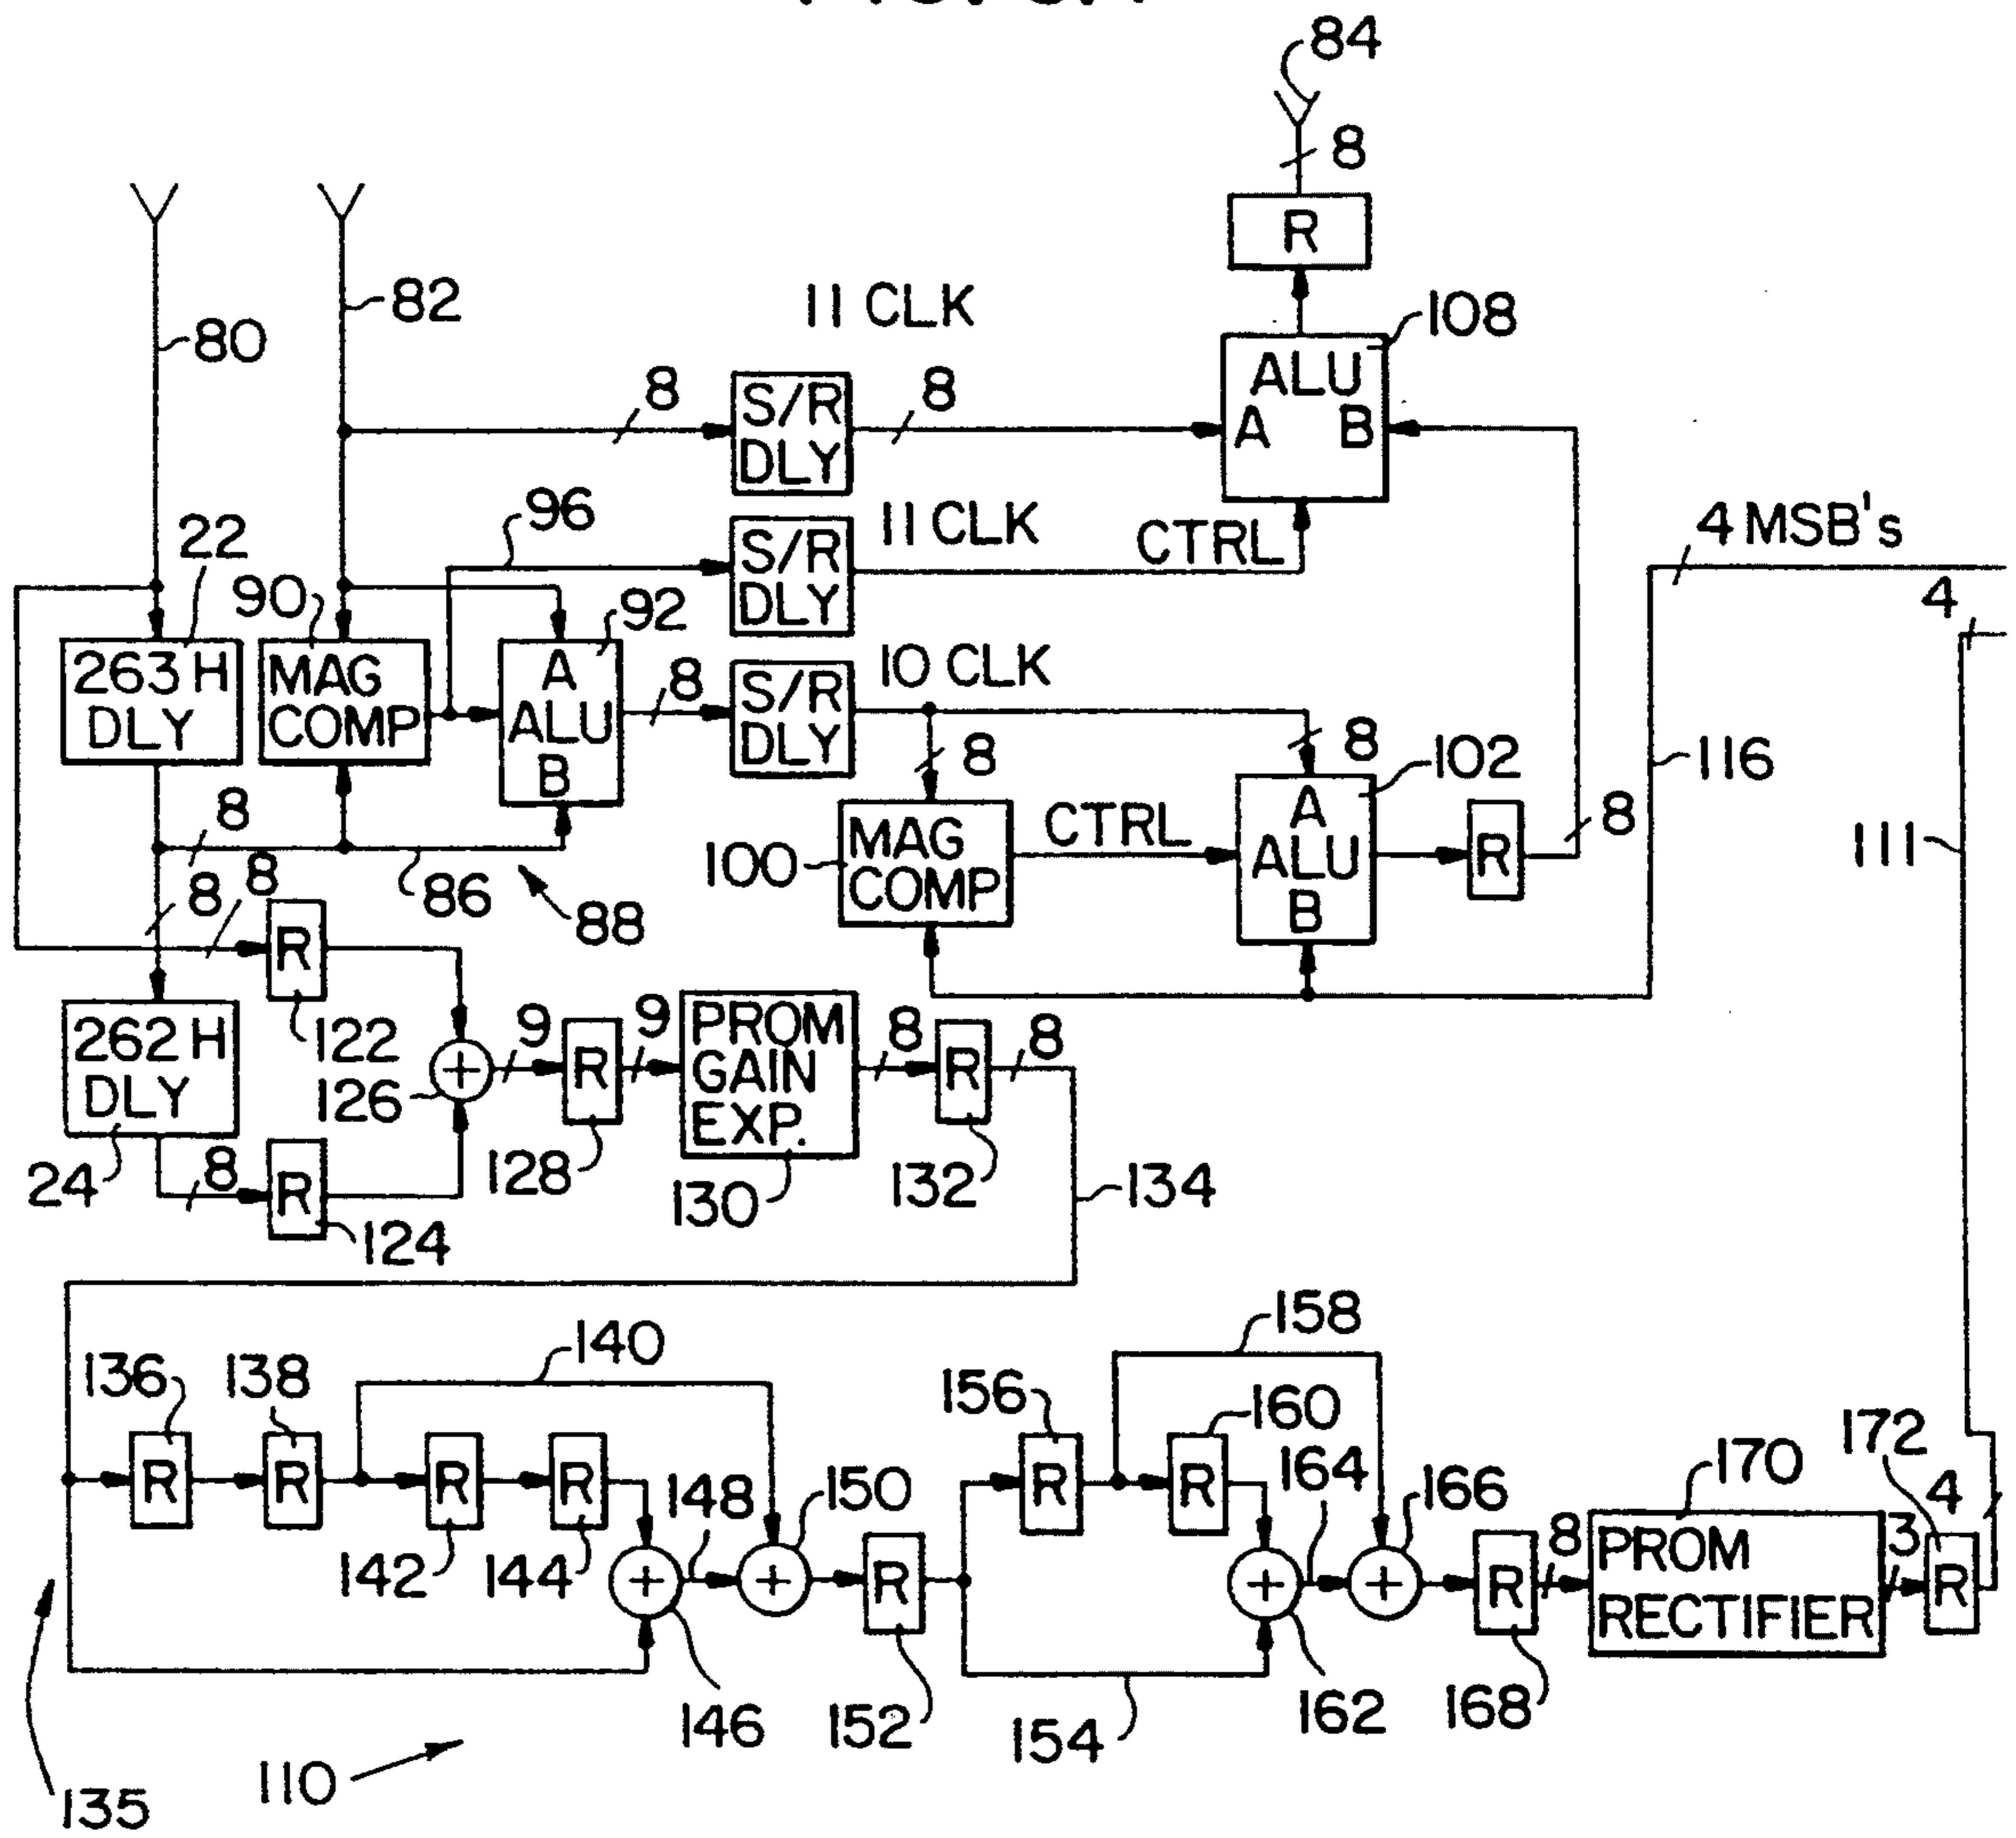 84
8
R
82
80
11 CLK
108
ALU
A B
8
S/R
DLY
8
96
11 CLK
CTRL
4 MSB's
4
22
90
S/R
DLY
92
263 H
DLY
MAG
COMP
A
ALU
B
8
S/R
DLY
10 CLK
8
8
102
116
8
8
8
86
88
100
MAG
COMP
CTRL
A
ALU
B
R
8
111
8
R
122
262 H
DLY
24
126
9
R
9
128
PROM
GAIN
EXP.
130
8
R
8
132
134
8
R
124
140
158
136
138
156
160
R
R
R
R
142
144
148
150
R
R
164
166
170
172
4
R
152
R
8
PROM
RECTIFIER
3
R
146
154
162
168
110
135